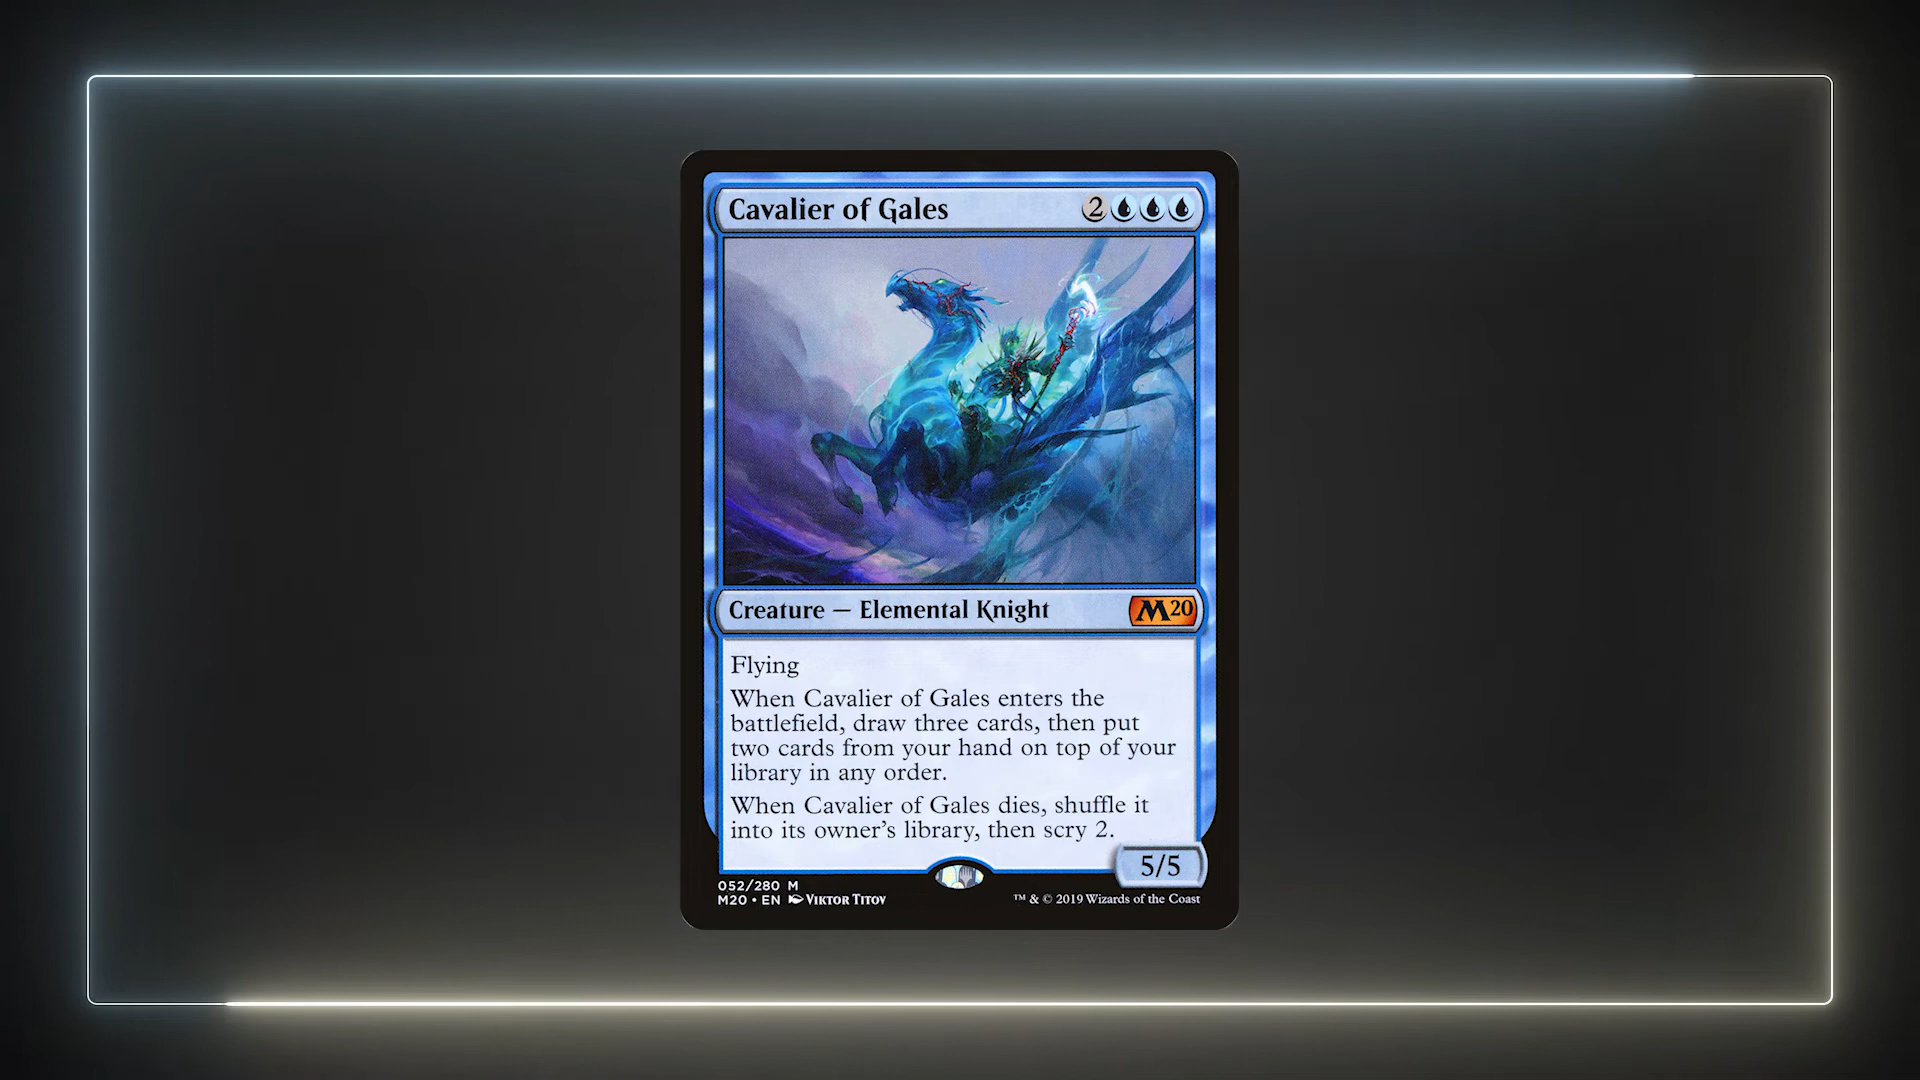 Cavalier of Gales 2
Creature — Elemental Knight M20
Flying
When Cavalier of Gales enters the
battlefield, draw three cards, then put
two cards from your hand on top of your
library in any order.
When Cavalier of Gales dies, shuffle it
into its owner's library, then scry 2.
5/5
052/280 M
M20 • EN Viktor Titov
™ & © 2019 Wizards of the Coast